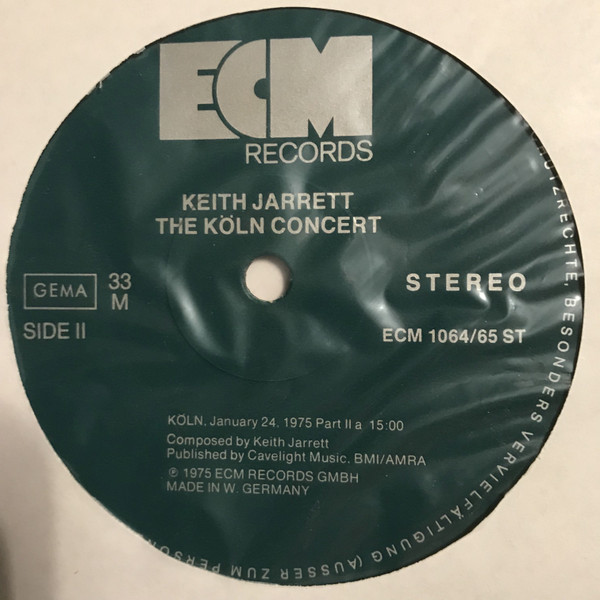 ECM
RECORDS
KEITH JARRETT
THE KÖLN CONCERT
GEMA
33
M
STEREO
SIDE II
ECM 1064/65 ST
KÖLN, January 24, 1975 Part II a 15:00
Composed by Keith Jarrett
Published by Cavelight Music, BMI/AMRA
℗ 1975 ECM RECORDS GMBH
MADE IN W. GERMANY
BESONDERS VERVIELFÄLTIGUNG (AUSSER ZUM